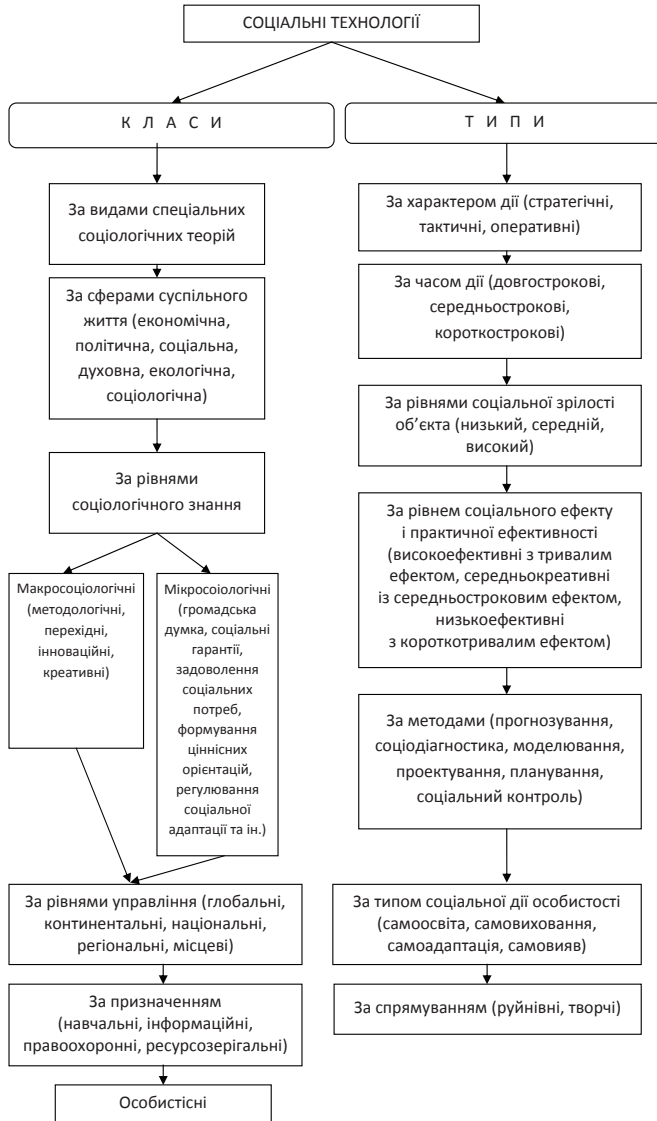 СОЦІАЛЬНІ ТЕХНОЛОГІЇ
К Л А С И
За видами спеціальних
соціологічних теорій
За сферами суспільного
життя (економічна,
політична, соціальна,
духовна, екологічна,
соціологічна)
За рівнями
соціологічного знання
Макросоціологічні
(методологічні,
перехідні,
інноваційні,
креативні)
Мікросоіологічні
(громадська
думка, соціальні
гарантії,
задоволення
соціальних
потреб,
формування
ціннісних
орієнтацій,
регулювання
соціальної
адаптації та ін.)
За рівнями управління (глобальні,
континентальні, національні,
регіональні, місцеві)
За призначенням
(навчальні, інформаційні,
правоохоронні, ресурсозерігальні)
Особистісні
Т И П И
За характером дії (стратегічні,
тактичні, оперативні)
За часом дії (довгострокові,
середньострокові,
короткострокові)
За рівнями соціальної зрілості
об’єкта (низький, середній,
високий)
За рівнем соціального ефекту
і практичної ефективності
(високоефективні з тривалим
ефектом, середньокреативні
із середньостроковим ефектом,
низькоефективні
з короткотривалим ефектом)
За методами (прогнозування,
соціодіагностика, моделювання,
проектування, планування,
соціальний контроль)
За типом соціальної дії особистості
(самоосвіта, самовиховання,
самоадаптація, самовияв)
За спрямуванням (руйнівні, творчі)